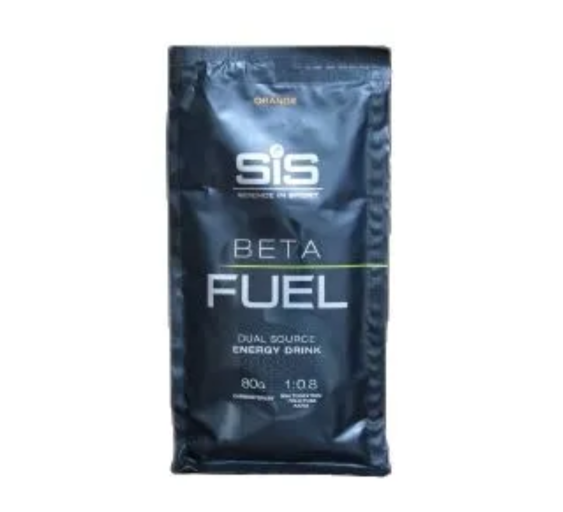 ORANGE
SiS
SCIENCE IN SPORT
BETA
FUEL
DUAL SOURCE
ENERGY DRINK
80g 1:0.8